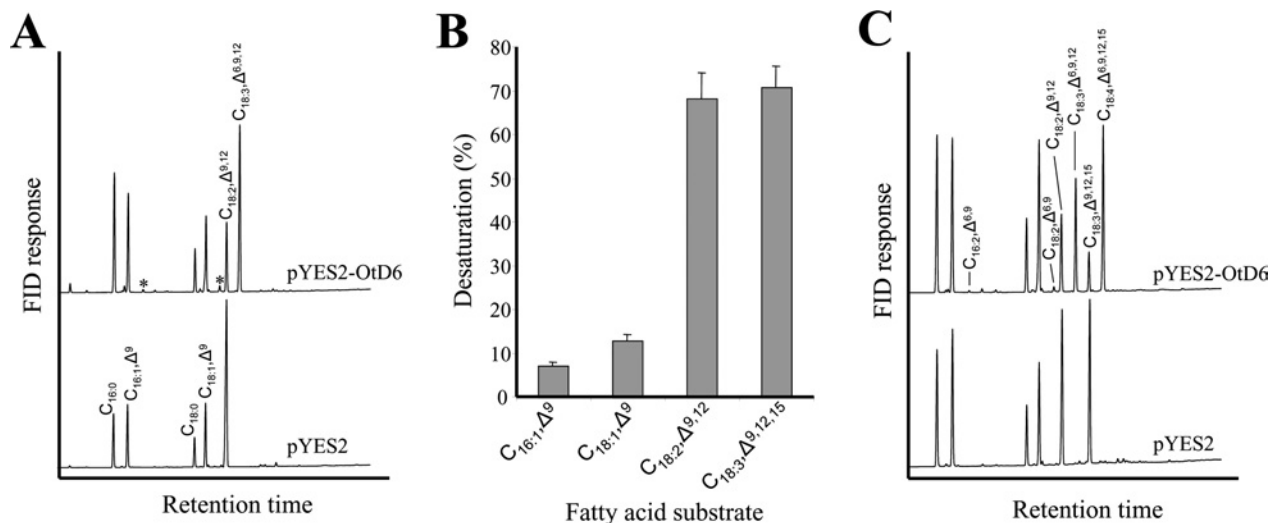 A
FID response
C16:0
C16:1,Δ9
C18:0
C18:1,Δ9
*
*
C18:2,Δ9,12
C18:3,Δ6,9,12
pYES2-OtD6
pYES2
Retention time
B
Desaturation (%)
80
70
60
50
40
30
20
10
0
C16:1,Δ9
C18:1,Δ9
C18:2,Δ9,12
C18:3,Δ9,12,15
Fatty acid substrate
C
FID response
C16:2,Δ6,9
C18:2,Δ6,9
C18:2,Δ9,12
C18:3,Δ6,9,12
C18:3,Δ9,12,15
C18:4,Δ6,9,12,15
pYES2-OtD6
pYES2
Retention time